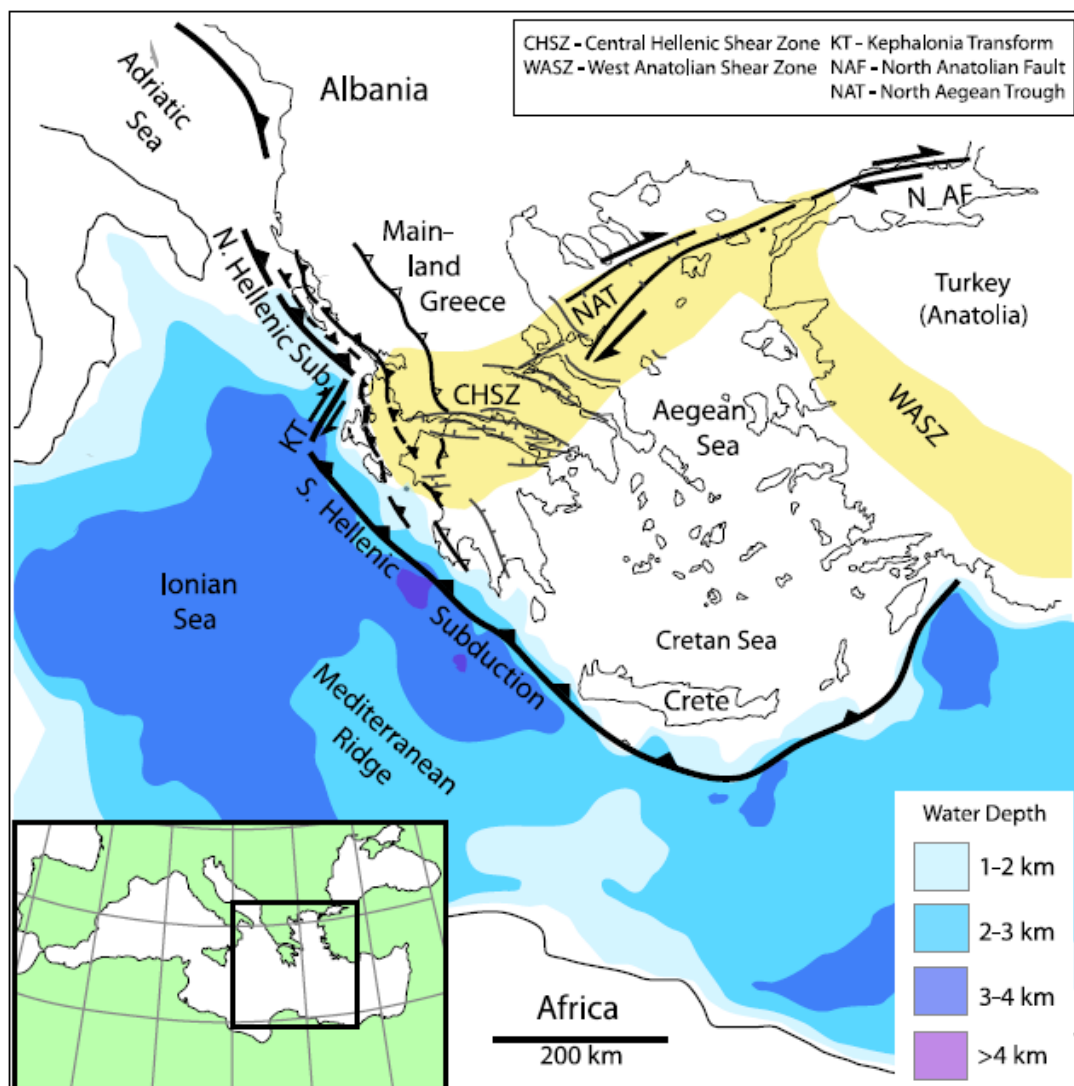 CHSZ – Central Hellenic Shear Zone
WASZ – West Anatolian Shear Zone
KT – Kephalonia Transform
NAF – North Anatolian Fault
NAT – North Aegean Trough
Adriatic
Sea
Albania
N_AF
Main–
land
Greece
N. Hellenic Sub.
NAT
Turkey
(Anatolia)
CHSZ
KT
Aegean
Sea
WASZ
S. Hellenic Subduction
Ionian
Sea
Cretan Sea
Crete
Mediterranean
Ridge
Africa
200 km
Water Depth
1–2 km
2–3 km
3–4 km
>4 km